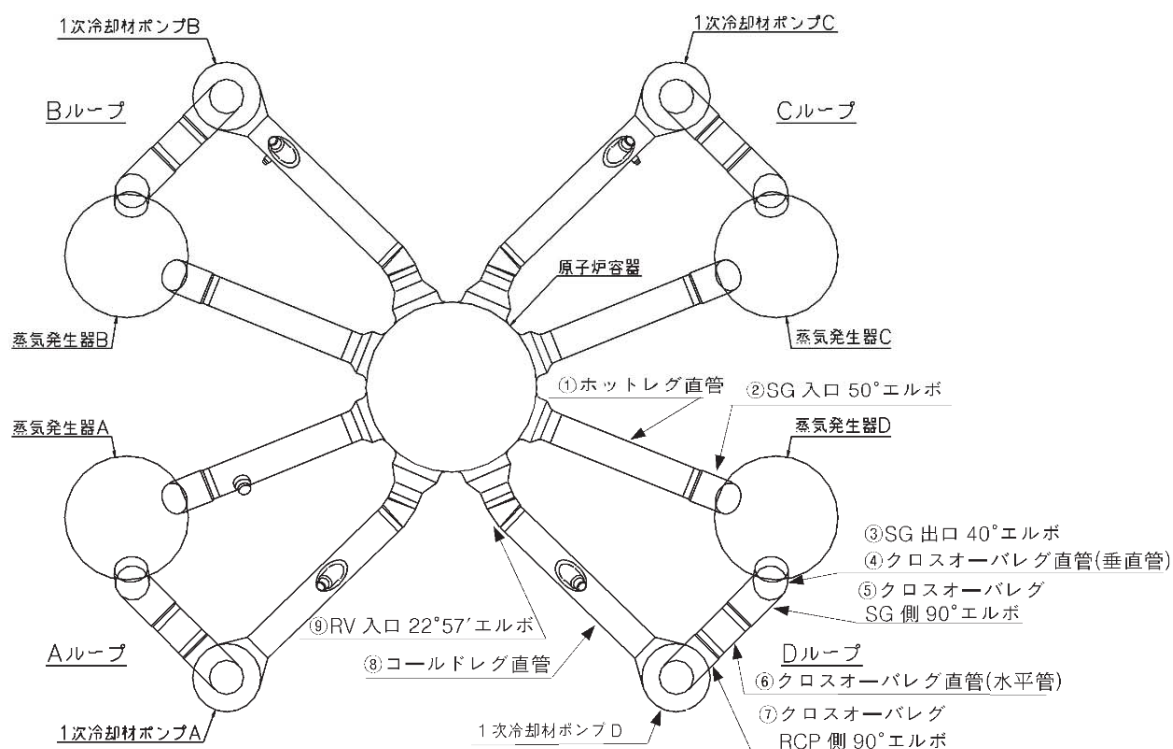 1次冷却材ポンプB
1次冷却材ポンプC
Bループ
Cループ
原子炉容器
蒸気発生器B
蒸気発生器C
①ホットレグ直管
②SG 入口 50°エルボ
蒸気発生器A
蒸気発生器D
③SG 出口 40°エルボ
④クロスオーバレグ直管(垂直管)
⑤クロスオーバレグ
SG 側 90°エルボ
⑨RV 入口 22°57′エルボ
Aループ
⑧コールドレグ直管
Dループ
⑥クロスオーバレグ直管(水平管)
⑦クロスオーバレグ
RCP 側 90°エルボ
1次冷却材ポンプA
1次冷却材ポンプD